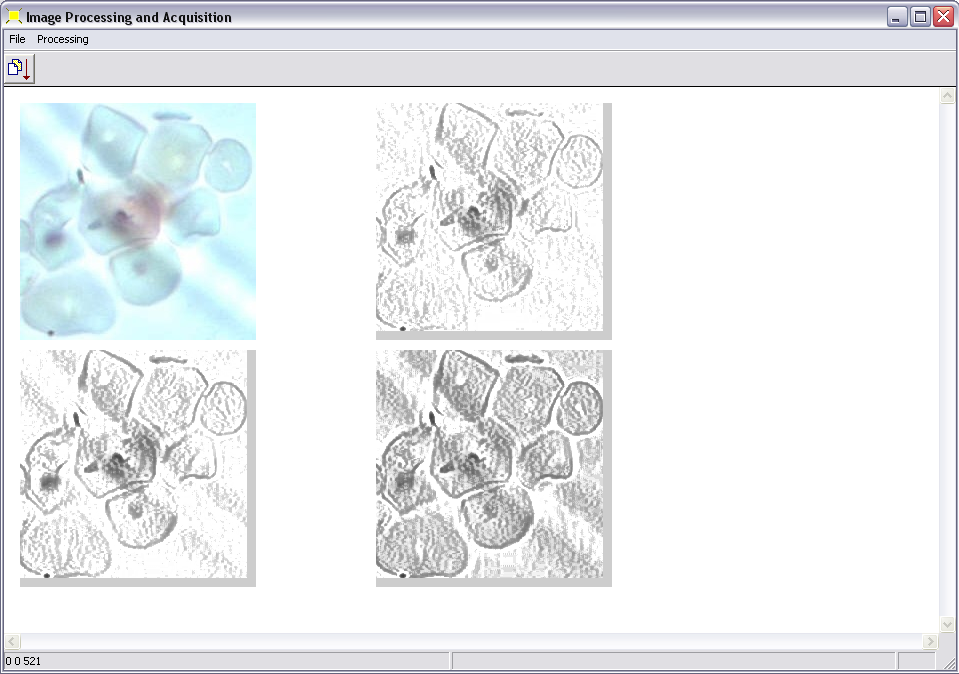 Image Processing and Acquisition
File Processing
0 0 521